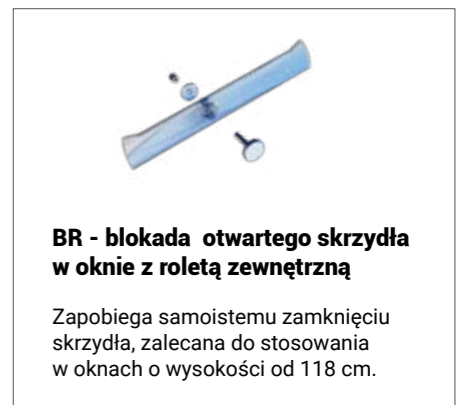 BR - blokada  otwartego skrzydła
w oknie z roletą zewnętrzną
Zapobiega samoistemu zamknięciu
skrzydła, zalecana do stosowania
w oknach o wysokości od 118 cm.